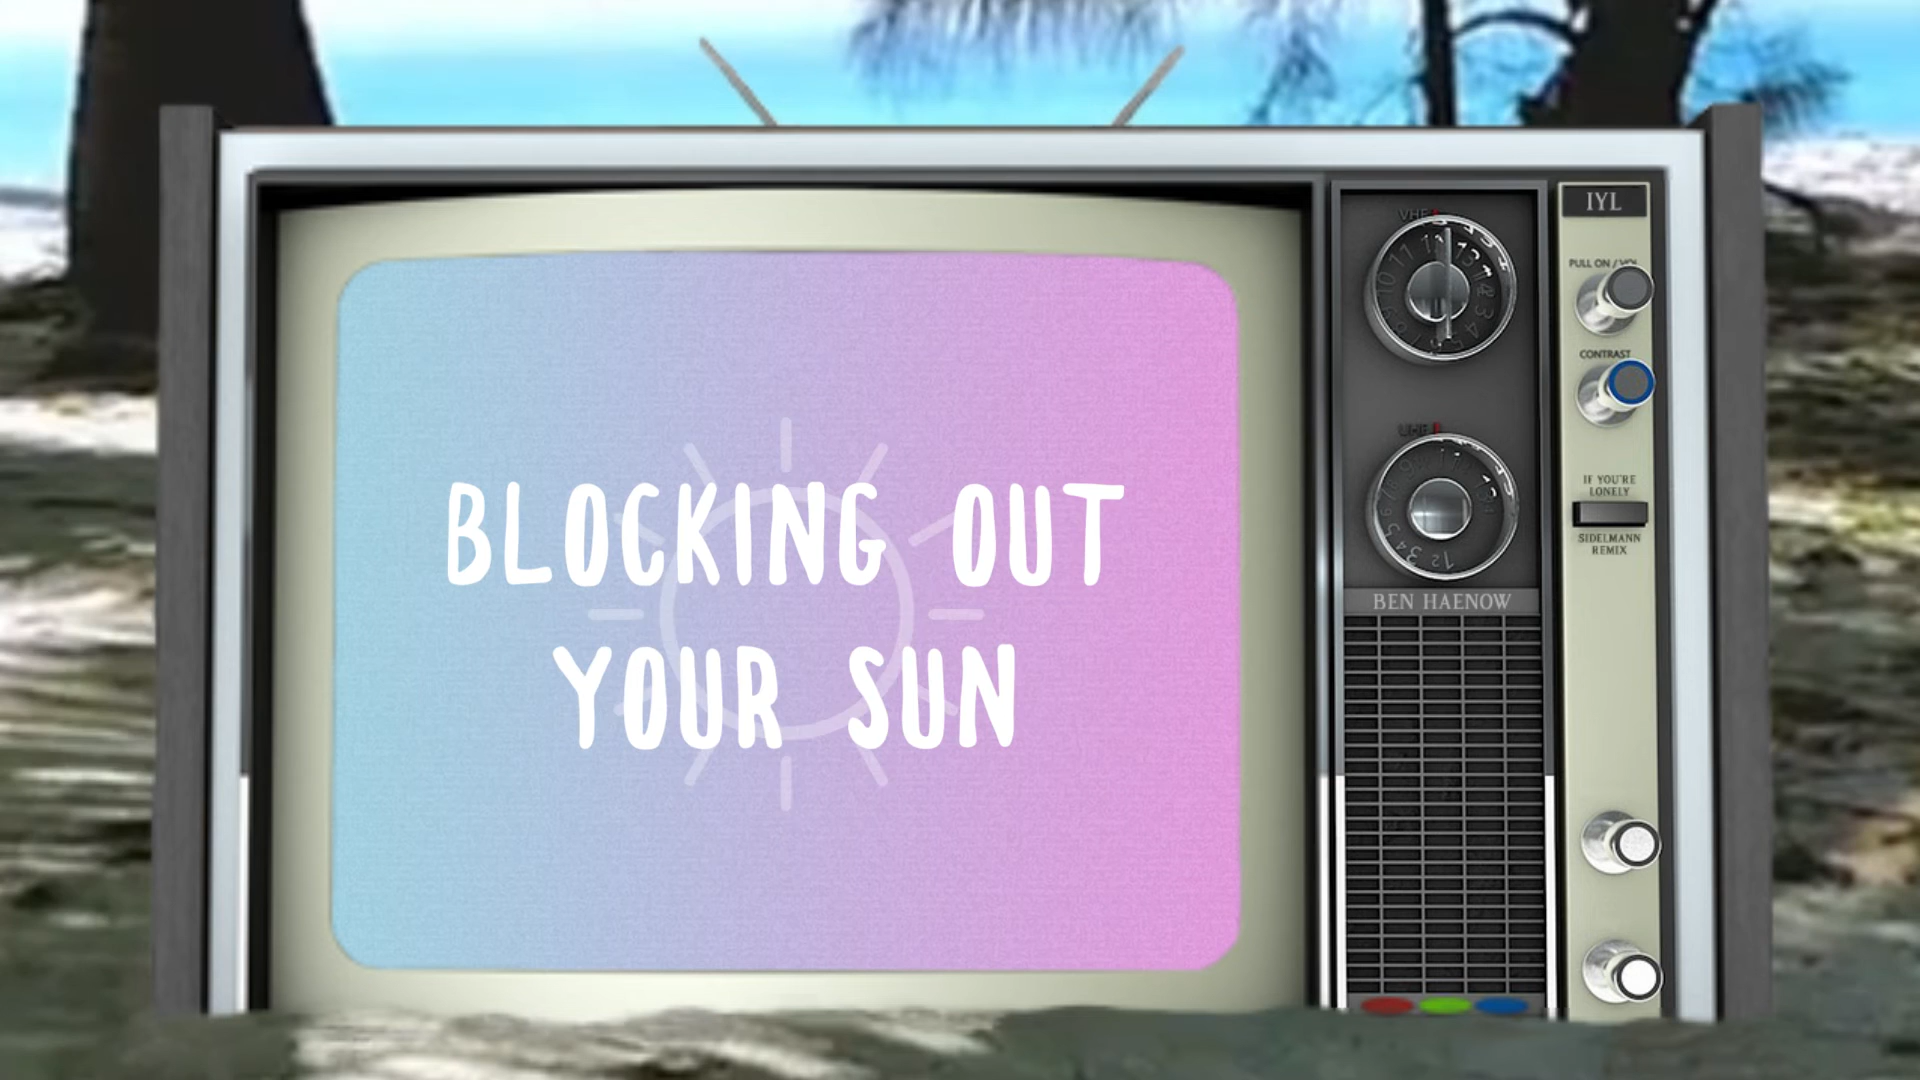 BLOCKING OUT
YOUR SUN
VHF
UHF
BEN HAENOW
IYL
PULL ON / VOL
CONTRAST
IF YOU'RE
LONELY
SIDELMANN
REMIX